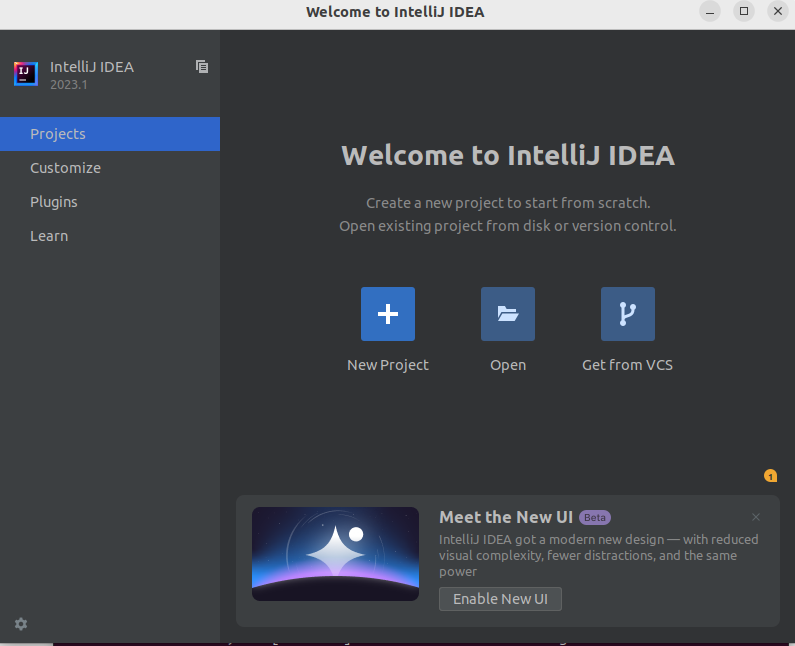 Welcome to IntelliJ IDEA
IJ
IntelliJ IDEA
2023.1
Projects
Customize
Plugins
Learn
Welcome to IntelliJ IDEA
Create a new project to start from scratch.
Open existing project from disk or version control.
New Project
Open
Get from VCS
1
Meet the New UI Beta
IntelliJ IDEA got a modern new design — with reduced
visual complexity, fewer distractions, and the same
power
Enable New UI